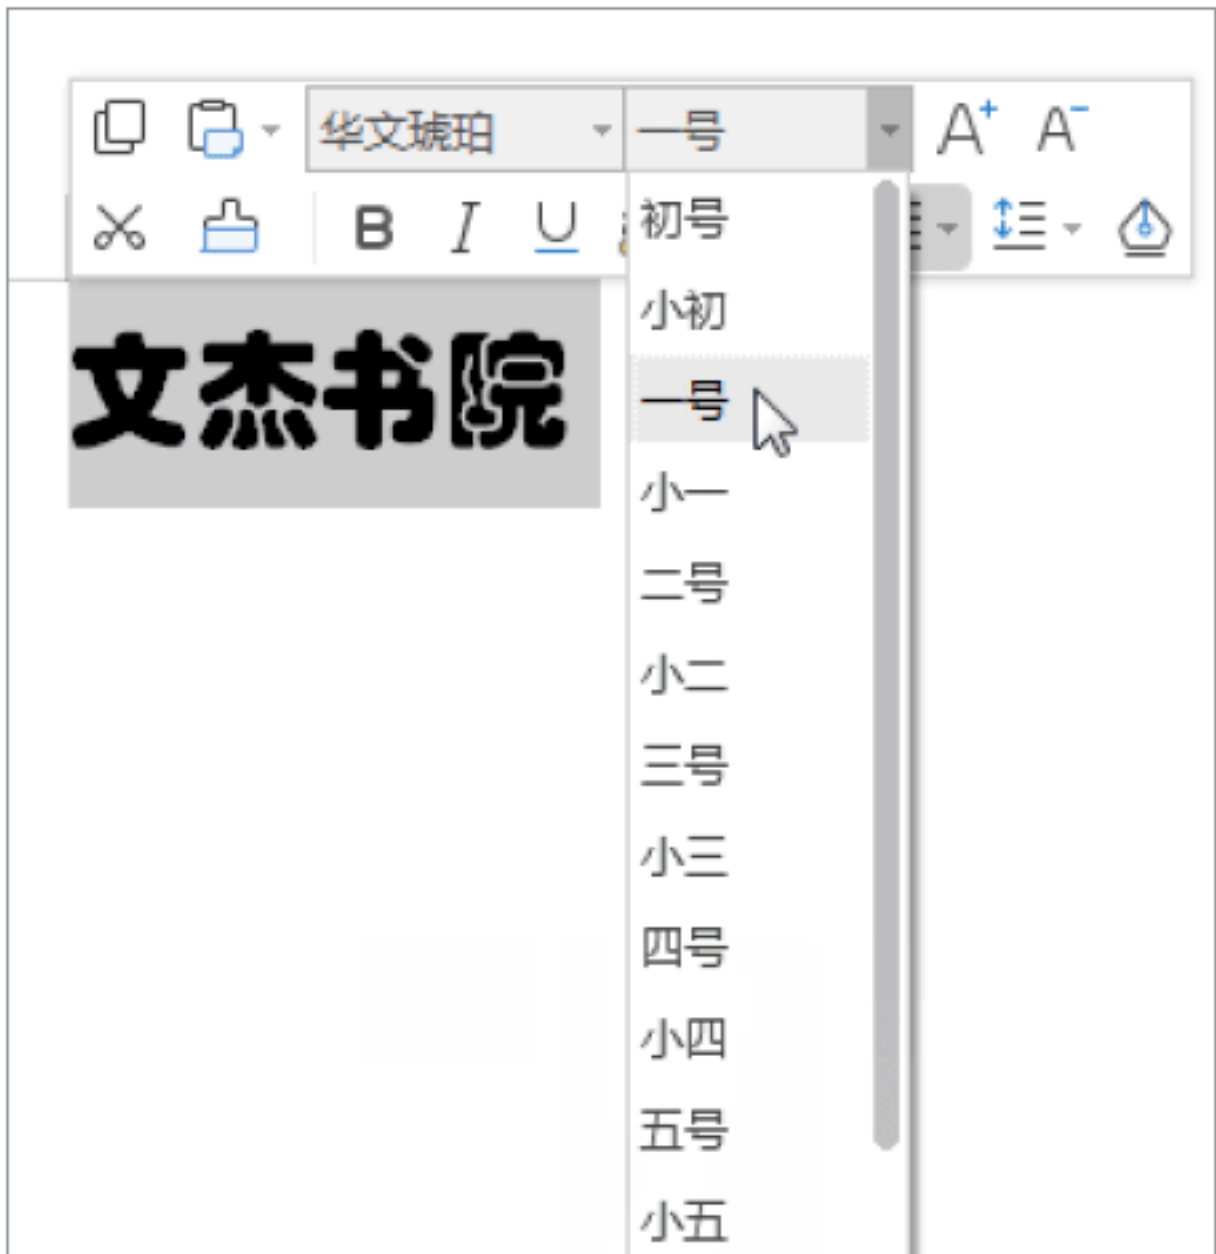 华文琥珀 一号
B I U
初号
小初
文杰书院
一号
小一
二号
小二
三号
小三
四号
小四
五号
小五